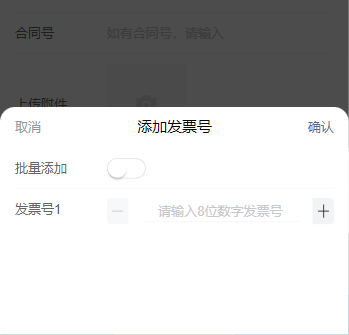 合同号 如有合同号，请输入
上传附件
取消 添加发票号 确认
批量添加
发票号1 请输入8位数字发票号